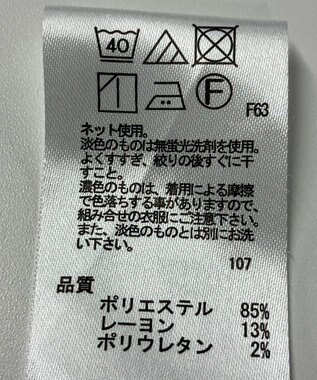 40
F
F63
ネット使用。
淡色のものは無蛍光洗剤を使用。
よくすすぎ、絞りの後すぐに干
すこと。
濃色のものは、着用による摩擦
で色落ちする事がありますので、
組み合せの衣服にご注意下さい。
また、淡色のものとは別にお洗
い下さい。
107
品質
ポリエステル 85%
レーヨン 13%
ポリウレタン 2%